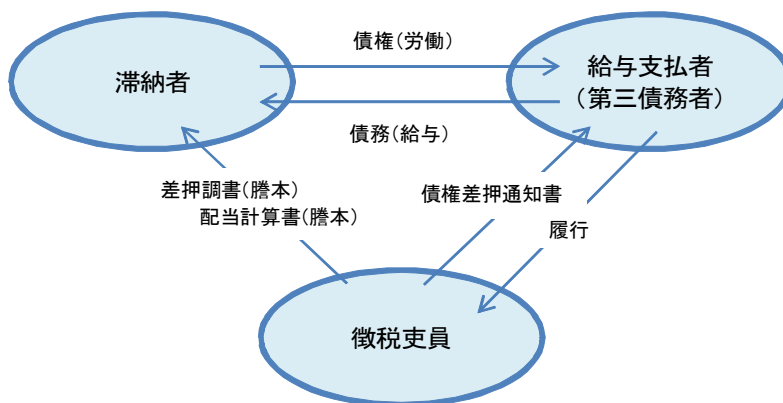 債権(労働)
滞納者
給与支払者
(第三債務者)
債務(給与)
差押調書(謄本)
配当計算書(謄本)
債権差押通知書
履行
徴税吏員